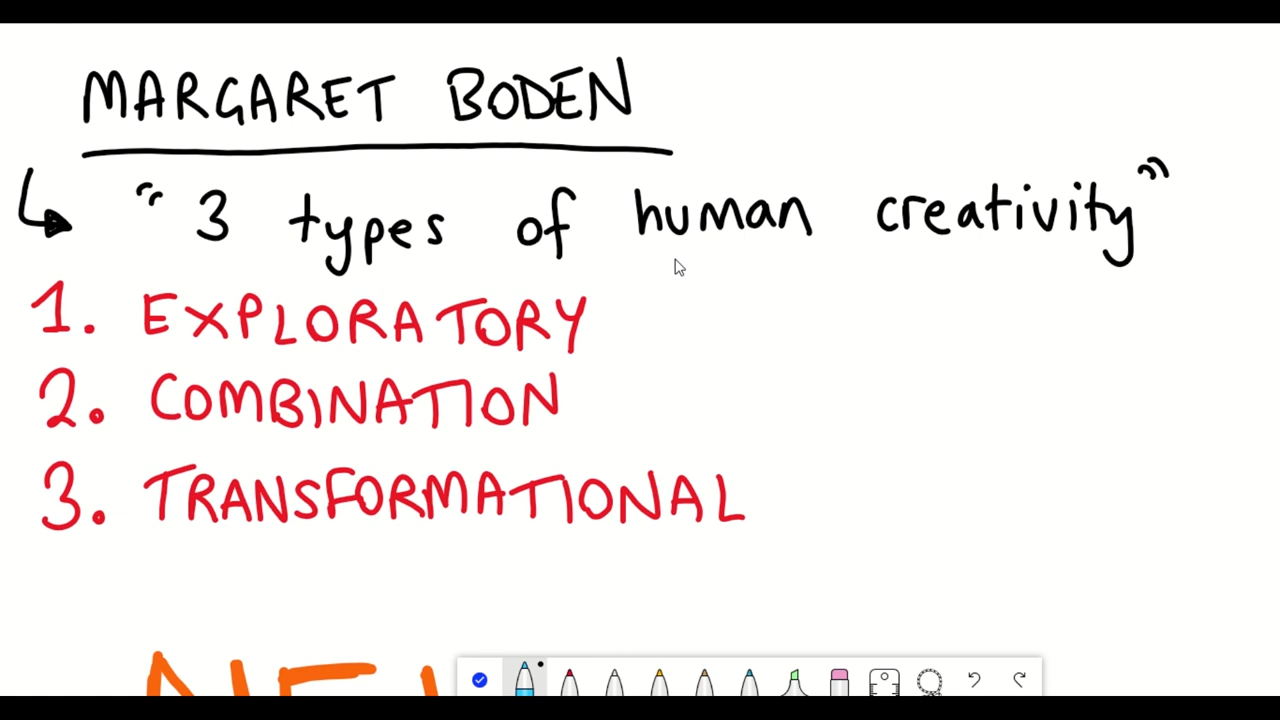 MARGARET BODEN
"3 types of human creativity"
1. EXPLORATORY
2. COMBINATION
3. TRANSFORMATIONAL